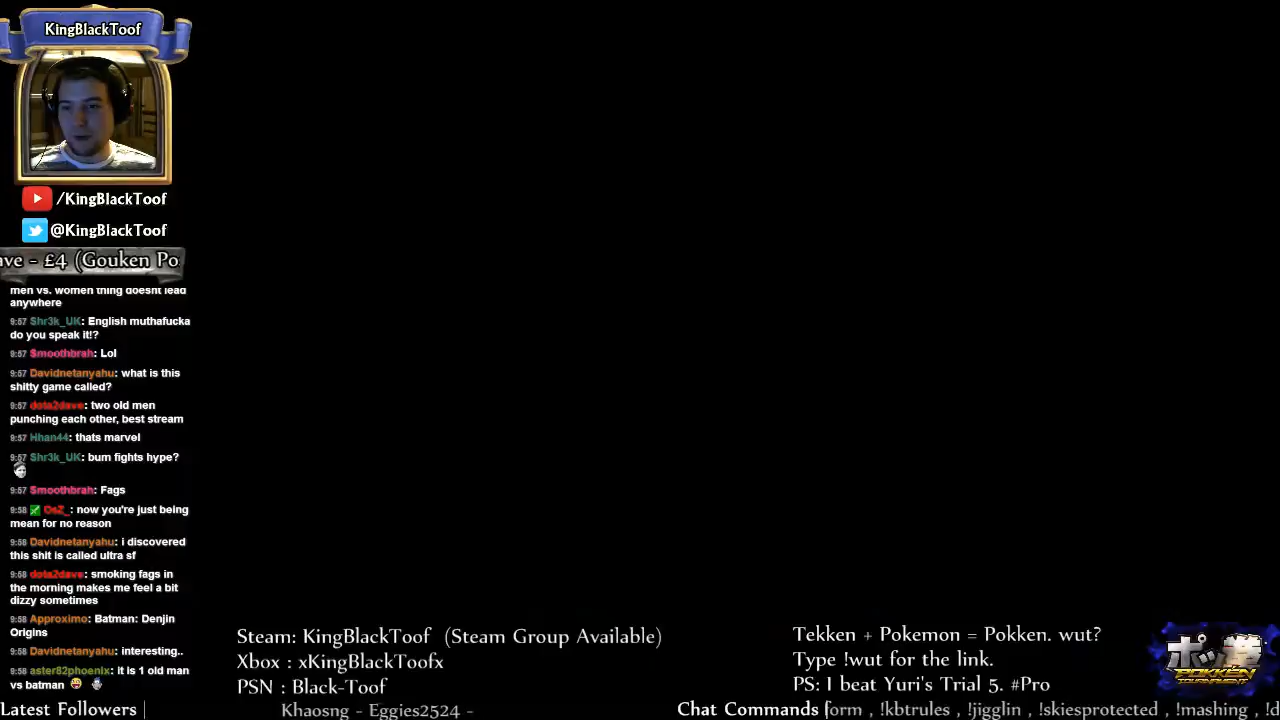 KingBlackToof
/KingBlackToof
@KingBlackToof
ave - £4 (Gouken Po
men vs. women thing doesnt lead
anywhere
9:57 Shr3k_UK: English muthafucka
do you speak it!?
9:57 Smoothbrah: Lol
9:57 Davidnetanyahu: what is this
shitty game called?
9:57 dota2dave: two old men
punching each other, best stream
9:57 Hhan44: thats marvel
9:57 Shr3k_UK: bum fights hype?
9:57 Smoothbrah: Fags
9:58 OsZ_: now you're just being
mean for no reason
9:58 Davidnetanyahu: i discovered
this shit is called ultra sf
9:58 dota2dave: smoking fags in
the morning makes me feel a bit
dizzy sometimes
9:58 Approximo: Batman: Denjin
Origins
9:58 Davidnetanyahu: interesting..
9:58 aster82phoenix: it is 1 old man
vs batman
Steam: KingBlackToof (Steam Group Available)
Xbox : xKingBlackToofx
PSN : Black-Toof
Tekken + Pokemon = Pokken. wut?
Type !wut for the link.
PS: I beat Yuri's Trial 5. #Pro
ポッ拳
POKKÉN
TOURNAMENT
Latest Followers
Khaosng - Eggies2524 -
Chat Commands
form , !kbtrules , !jigglin , !skiesprotected , !mashing , !d